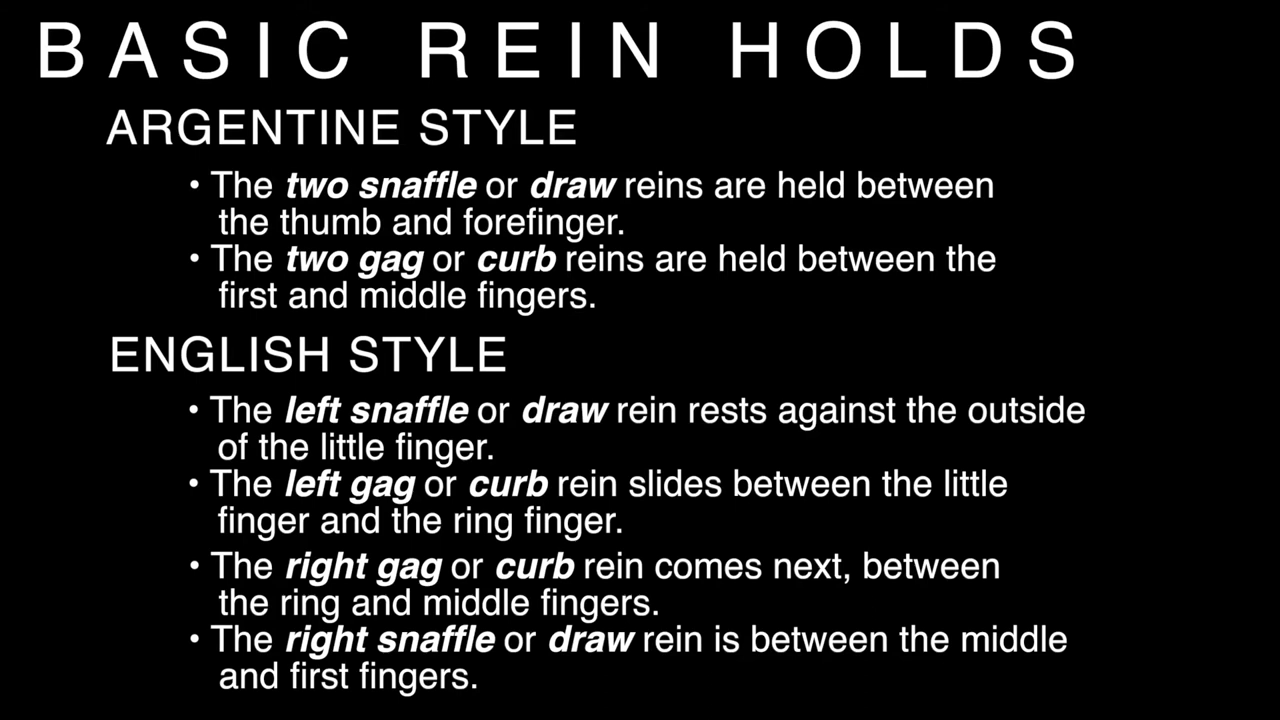 BASIC REIN HOLDS
ARGENTINE STYLE
• The two snaffle or draw reins are held between
the thumb and forefinger.
• The two gag or curb reins are held between the
first and middle fingers.
ENGLISH STYLE
• The left snaffle or draw rein rests against the outside
of the little finger.
• The left gag or curb rein slides between the little
finger and the ring finger.
• The right gag or curb rein comes next, between
the ring and middle fingers.
• The right snaffle or draw rein is between the middle
and first fingers.